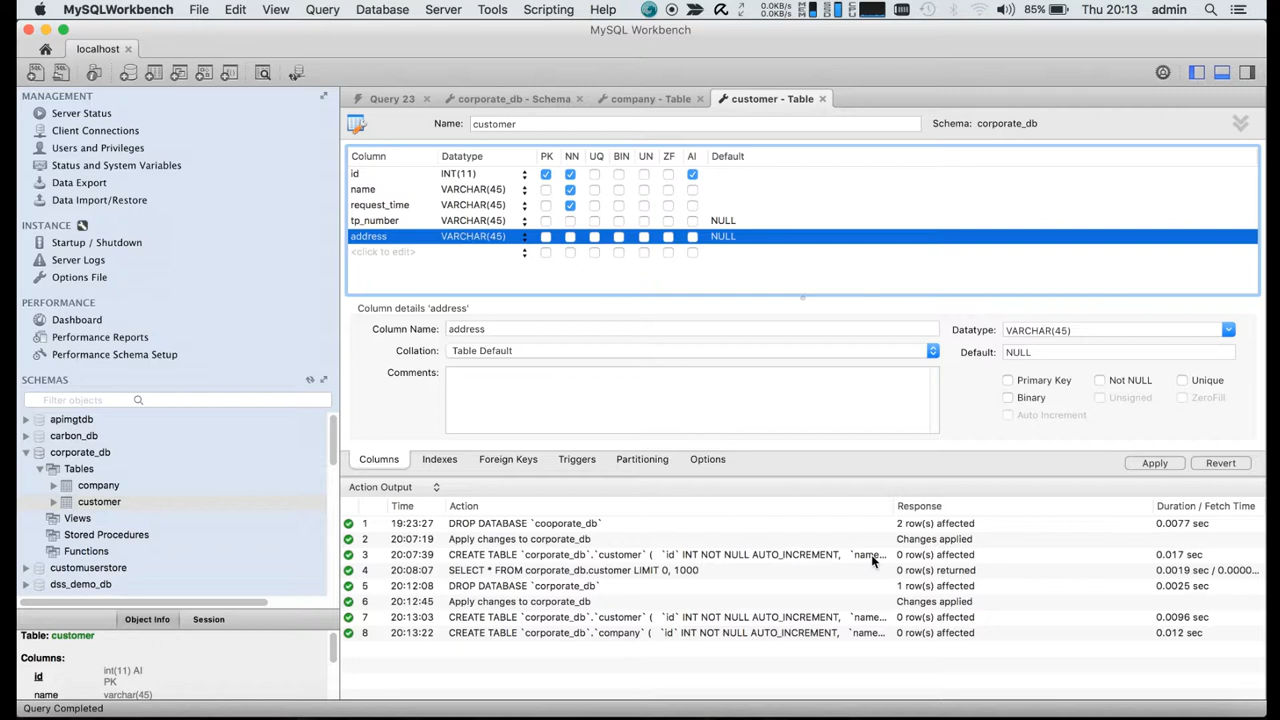 MySQLWorkbench File Edit View Query Database Server Tools Scripting Help 0.0KB/s 0.0KB/s 85% Thu 20:13 admin
MySQL Workbench
localhost
MANAGEMENT
Server Status
Client Connections
Users and Privileges
Status and System Variables
Data Export
Data Import/Restore
INSTANCE
Startup / Shutdown
Server Logs
Options File
PERFORMANCE
Dashboard
Performance Reports
Performance Schema Setup
SCHEMAS
Filter objects
apimgtdb
carbon_db
corporate_db
Tables
company
customer
Views
Stored Procedures
Functions
customuserstore
dss_demo_db
Object Info Session
Table: customer
Columns:
id int(11) AI
PK
name varchar(45)
Query Completed
Query 23 corporate_db - Schema company - Table customer - Table
Name: customer Schema: corporate_db
Column Datatype PK NN UQ BIN UN ZF AI Default
id INT(11)
name VARCHAR(45)
request_time VARCHAR(45)
tp_number VARCHAR(45) NULL
address VARCHAR(45) NULL
<click to edit>
Column details 'address'
Column Name: address Datatype: VARCHAR(45)
Collation: Table Default Default: NULL
Comments: Primary Key Not NULL Unique
Binary Unsigned ZeroFill
Auto Increment
Columns Indexes Foreign Keys Triggers Partitioning Options Apply Revert
Action Output
Time Action Response Duration / Fetch Time
1 19:23:27 DROP DATABASE `cooporate_db` 2 row(s) affected 0.0077 sec
2 20:07:19 Apply changes to corporate_db Changes applied
3 20:07:39 CREATE TABLE `corporate_db`.`customer` ( `id` INT NOT NULL AUTO_INCREMENT, `name... 0 row(s) affected 0.017 sec
4 20:08:07 SELECT * FROM corporate_db.customer LIMIT 0, 1000 0 row(s) returned 0.0019 sec / 0.0000...
5 20:12:08 DROP DATABASE `corporate_db` 1 row(s) affected 0.0025 sec
6 20:12:45 Apply changes to corporate_db Changes applied
7 20:13:03 CREATE TABLE `corporate_db`.`customer` ( `id` INT NOT NULL AUTO_INCREMENT, `name... 0 row(s) affected 0.0096 sec
8 20:13:22 CREATE TABLE `corporate_db`.`company` ( `id` INT NOT NULL AUTO_INCREMENT, `name... 0 row(s) affected 0.012 sec